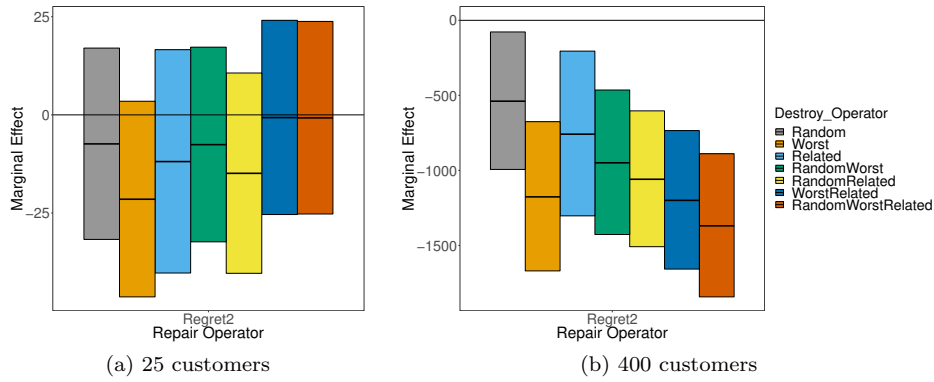 25
0
−25
Marginal Effect
Regret2
Repair Operator
(a) 25 customers
0
−500
−1000
−1500
Marginal Effect
Regret2
Repair Operator
(b) 400 customers
Destroy_Operator
Random
Worst
Related
RandomWorst
RandomRelated
WorstRelated
RandomWorstRelated